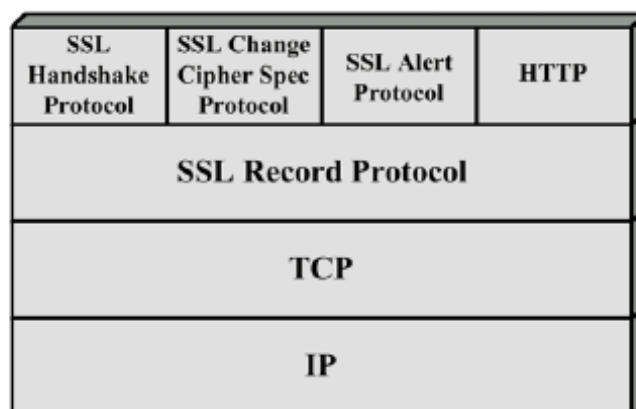 SSL
Handshake
Protocol
SSL Change
Cipher Spec
Protocol
SSL Alert
Protocol
HTTP
SSL Record Protocol
TCP
IP